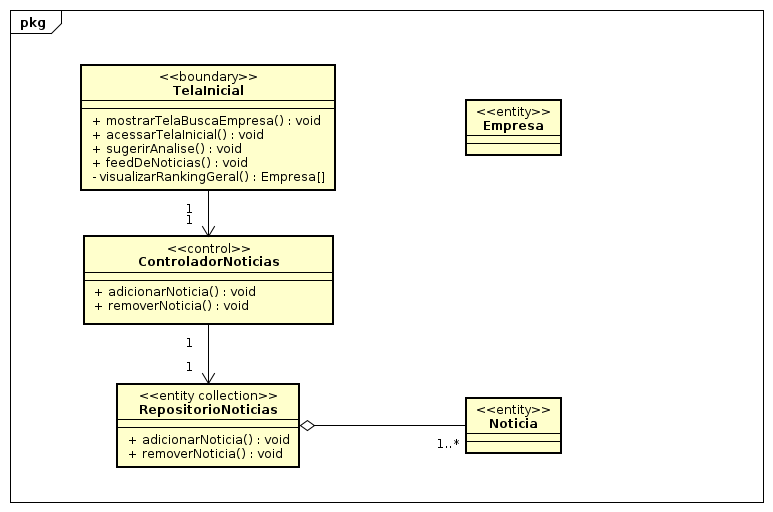 pkg
<<boundary>>
TelaInicial
+ mostrarTelaBuscaEmpresa() : void
+ acessarTelaInicial() : void
+ sugerirAnalise() : void
+ feedDeNoticias() : void
- visualizarRankingGeral() : Empresa[]
<<entity>>
Empresa
1
1
<<control>>
ControladorNoticias
+ adicionarNoticia() : void
+ removerNoticia() : void
1
1
<<entity collection>>
RepositorioNoticias
+ adicionarNoticia() : void
+ removerNoticia() : void
<<entity>>
Noticia
1..*